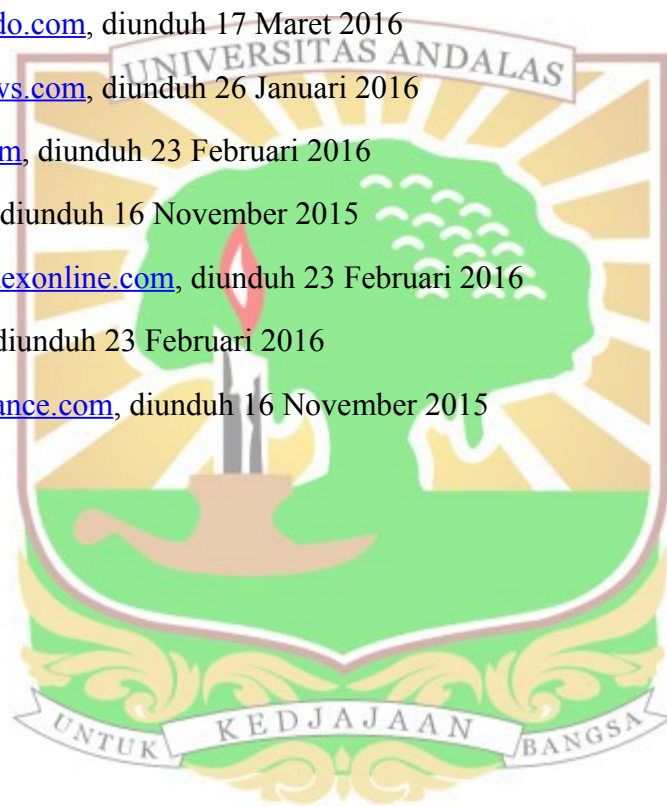 do.com, diunduh 17 Maret 2016
UNIVERSITAS ANDALAS
vs.com, diunduh 26 Januari 2016
m, diunduh 23 Februari 2016
diunduh 16 November 2015
exonline.com, diunduh 23 Februari 2016
diunduh 23 Februari 2016
ance.com, diunduh 16 November 2015
UNTUK KEDJAJAAN BANGSA